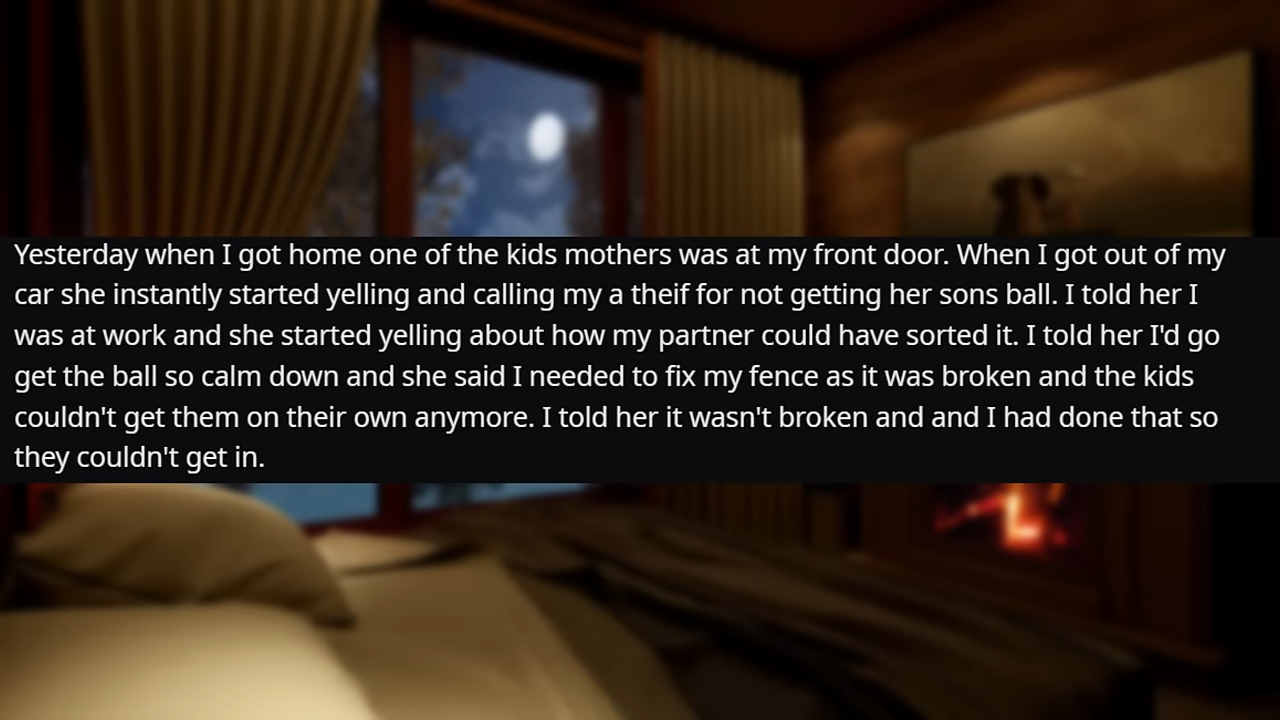 Yesterday when I got home one of the kids mothers was at my front door. When I got out of my
car she instantly started yelling and calling my a theif for not getting her sons ball. I told her I
was at work and she started yelling about how my partner could have sorted it. I told her I'd go
get the ball so calm down and she said I needed to fix my fence as it was broken and the kids
couldn't get them on their own anymore. I told her it wasn't broken and and I had done that so
they couldn't get in.